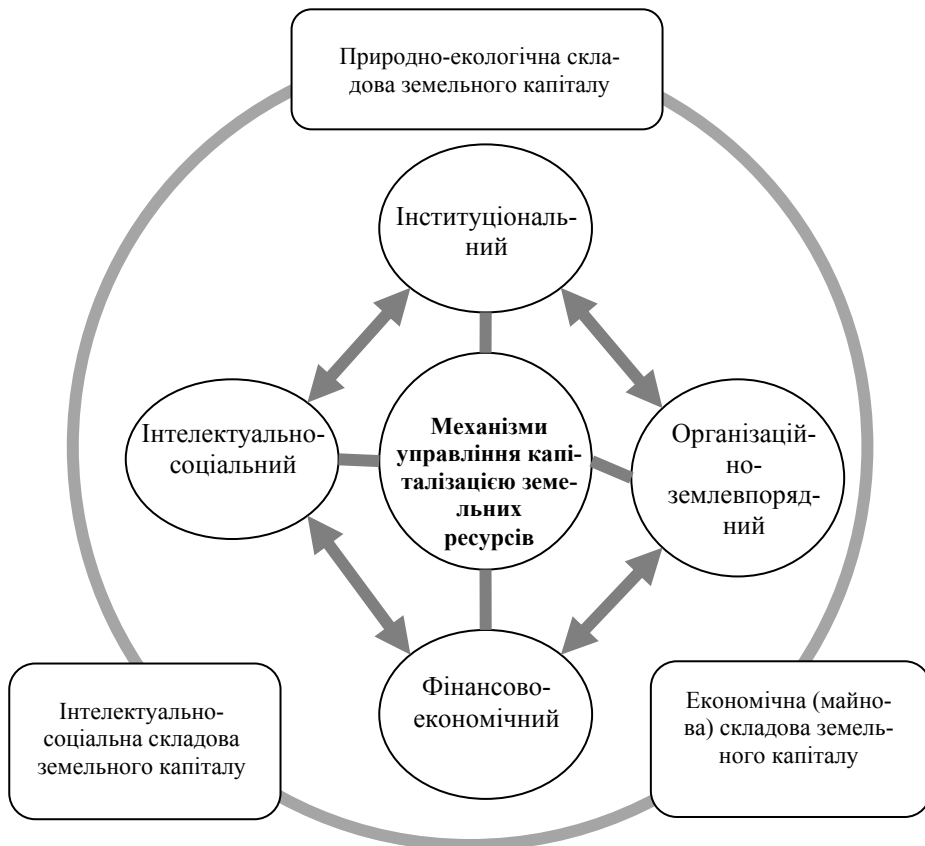 Природно-екологічна скла-
дова земельного капіталу
Інституціональ-
ний
Інтелектуально-
соціальний
Механізми
управління капі-
талізацією земе-
льних
ресурсів
Організацій-
но-
землевпоряд-
ний
Фінансово-
економічний
Інтелектуально-
соціальна складова
земельного капіталу
Економічна (майно-
ва) складова земель-
ного капіталу